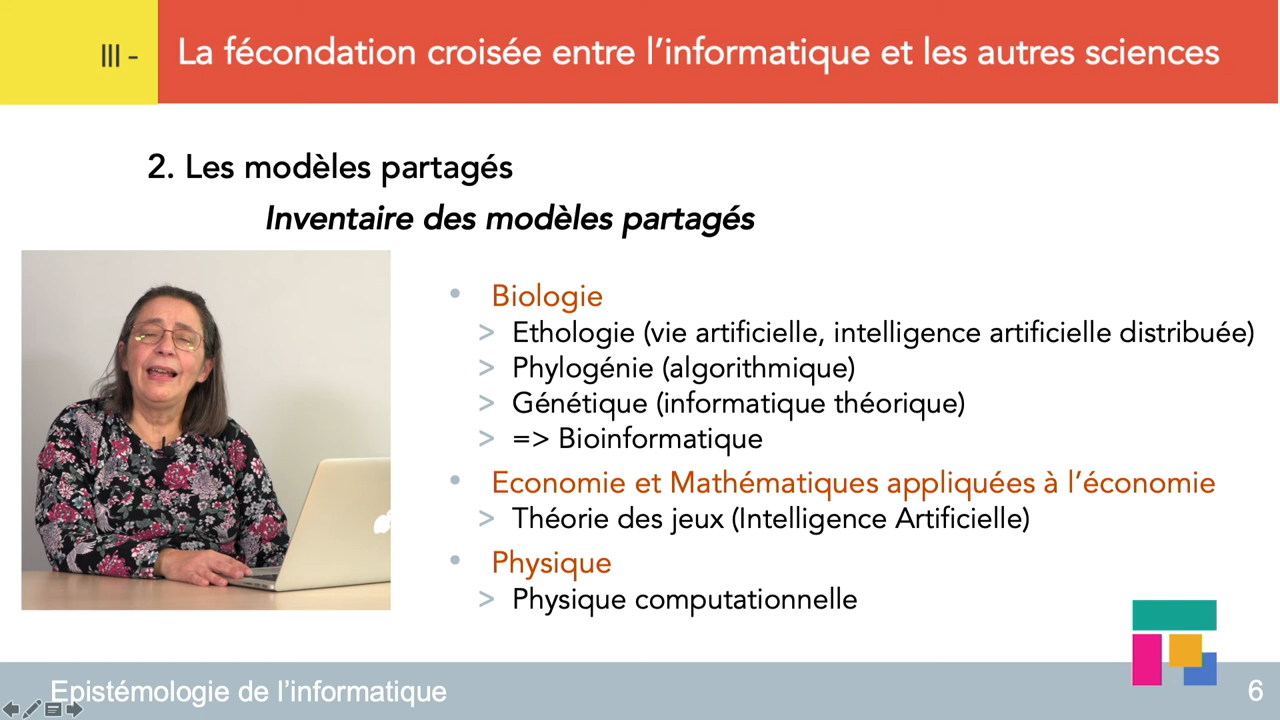 III -
La fécondation croisée entre l'informatique et les autres sciences
2. Les modèles partagés
Inventaire des modèles partagés
• Biologie
> Ethologie (vie artificielle, intelligence artificielle distribuée)
> Phylogénie (algorithmique)
> Génétique (informatique théorique)
> => Bioinformatique
• Economie et Mathématiques appliquées à l'économie
> Théorie des jeux (Intelligence Artificielle)
• Physique
> Physique computationnelle
Epistémologie de l'informatique
6